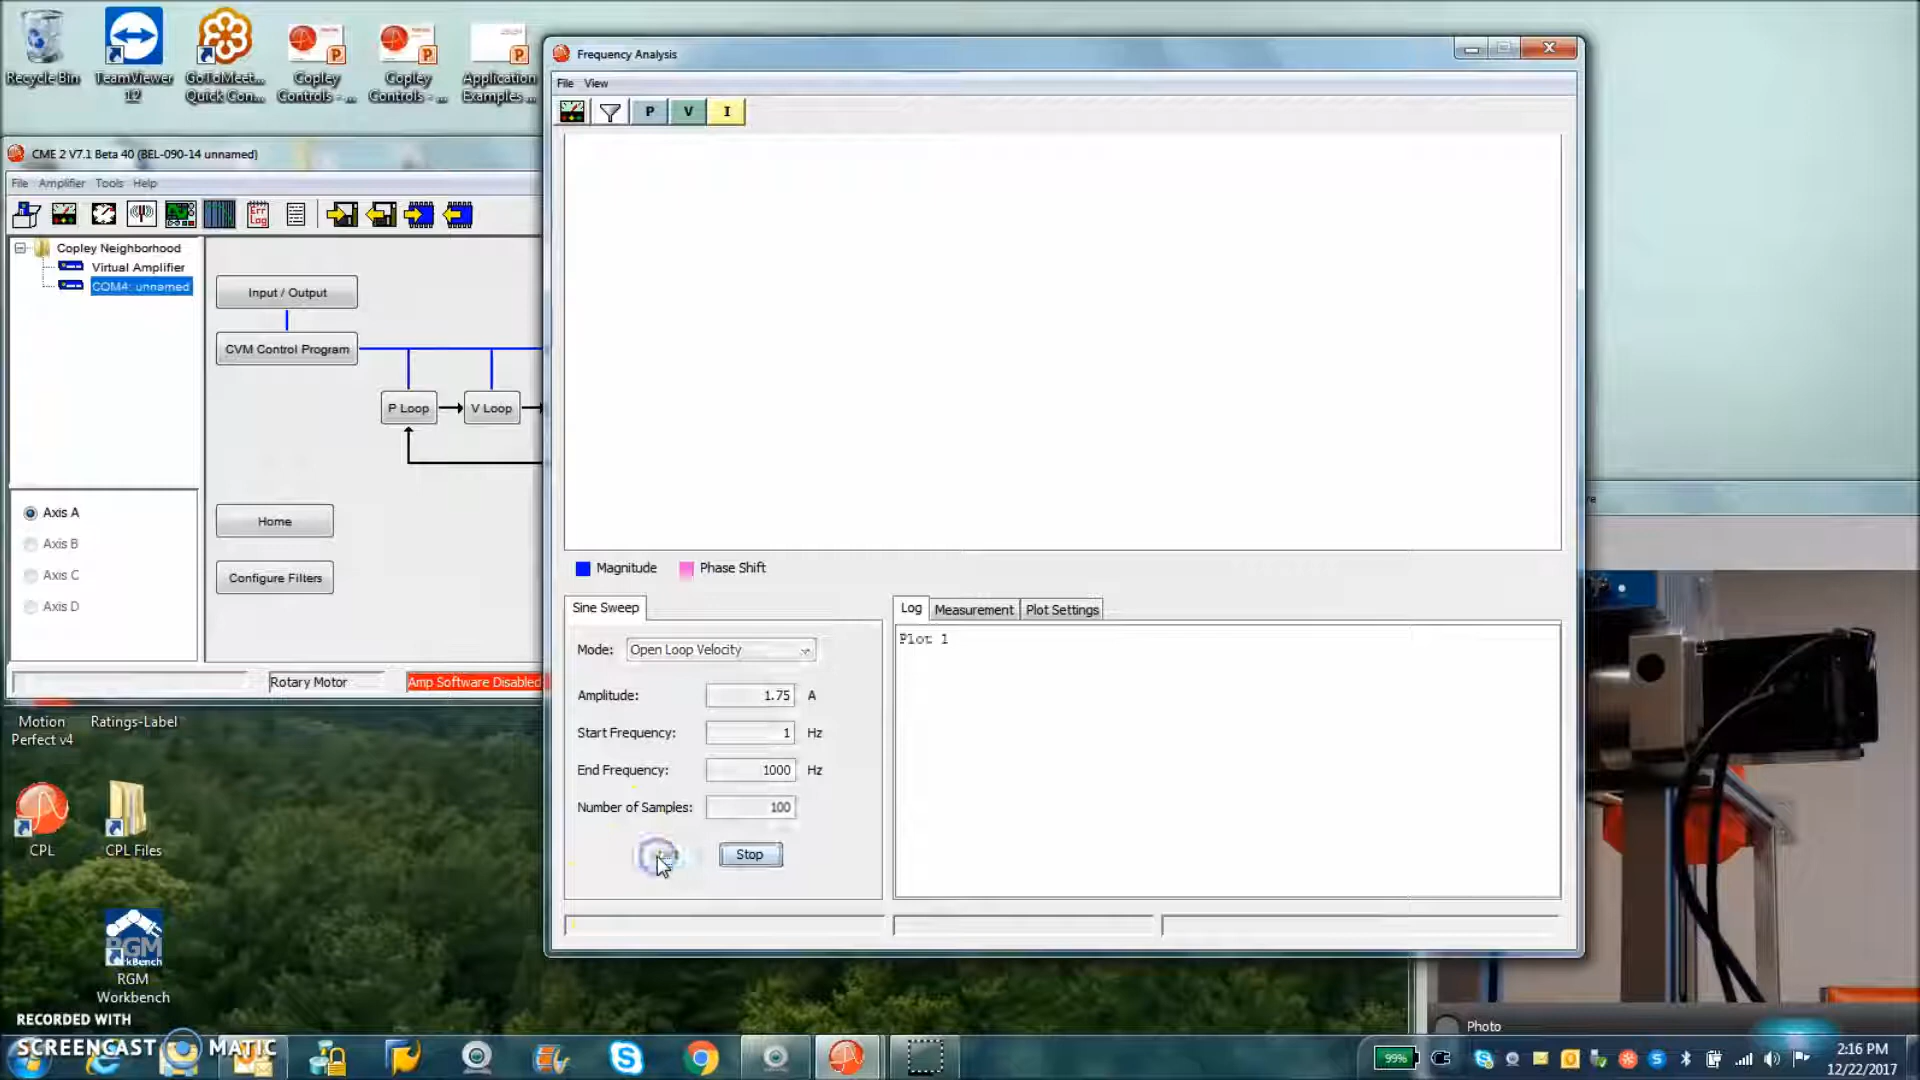 Recycle Bin
TeamViewer 12
GoToMeet... Quick Con...
Copley Controls - ...
Copley Controls - ...
Application Examples ...
Frequency Analysis
File View
P V I
CME 2 V7.1 Beta 40 (BEL-090-14 unnamed)
File Amplifier Tools Help
Err Log
Copley Neighborhood
Virtual Amplifier
COM4: unnamed
Input / Output
CVM Control Program
P Loop
V Loop
Axis A
Axis B
Axis C
Axis D
Home
Configure Filters
Rotary Motor
Amp Software Disabled
Magnitude Phase Shift
Sine Sweep
Mode: Open Loop Velocity
Amplitude: 1.75 A
Start Frequency: 1 Hz
End Frequency: 1000 Hz
Number of Samples: 100
Stop
Log Measurement Plot Settings
Plot 1
Motion Perfect v4
Ratings-Label
CPL
CPL Files
RGM Workbench
RECORDED WITH
SCREENCAST MATIC
Photo
99%
2:16 PM
12/22/2017